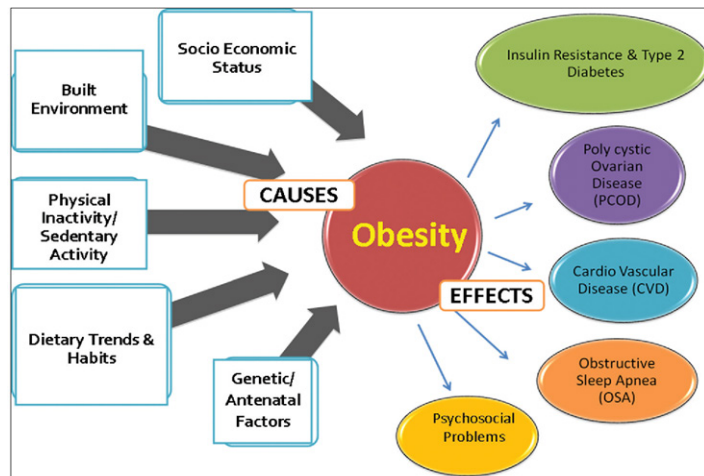 Socio Economic
Status
Built
Environment
Physical
Inactivity/
Sedentary
Activity
Dietary Trends &
Habits
Genetic/
Antenatal
Factors
CAUSES
Obesity
EFFECTS
Insulin Resistance & Type 2
Diabetes
Poly cystic
Ovarian
Disease
(PCOD)
Cardio Vascular
Disease (CVD)
Obstructive
Sleep Apnea
(OSA)
Psychosocial
Problems